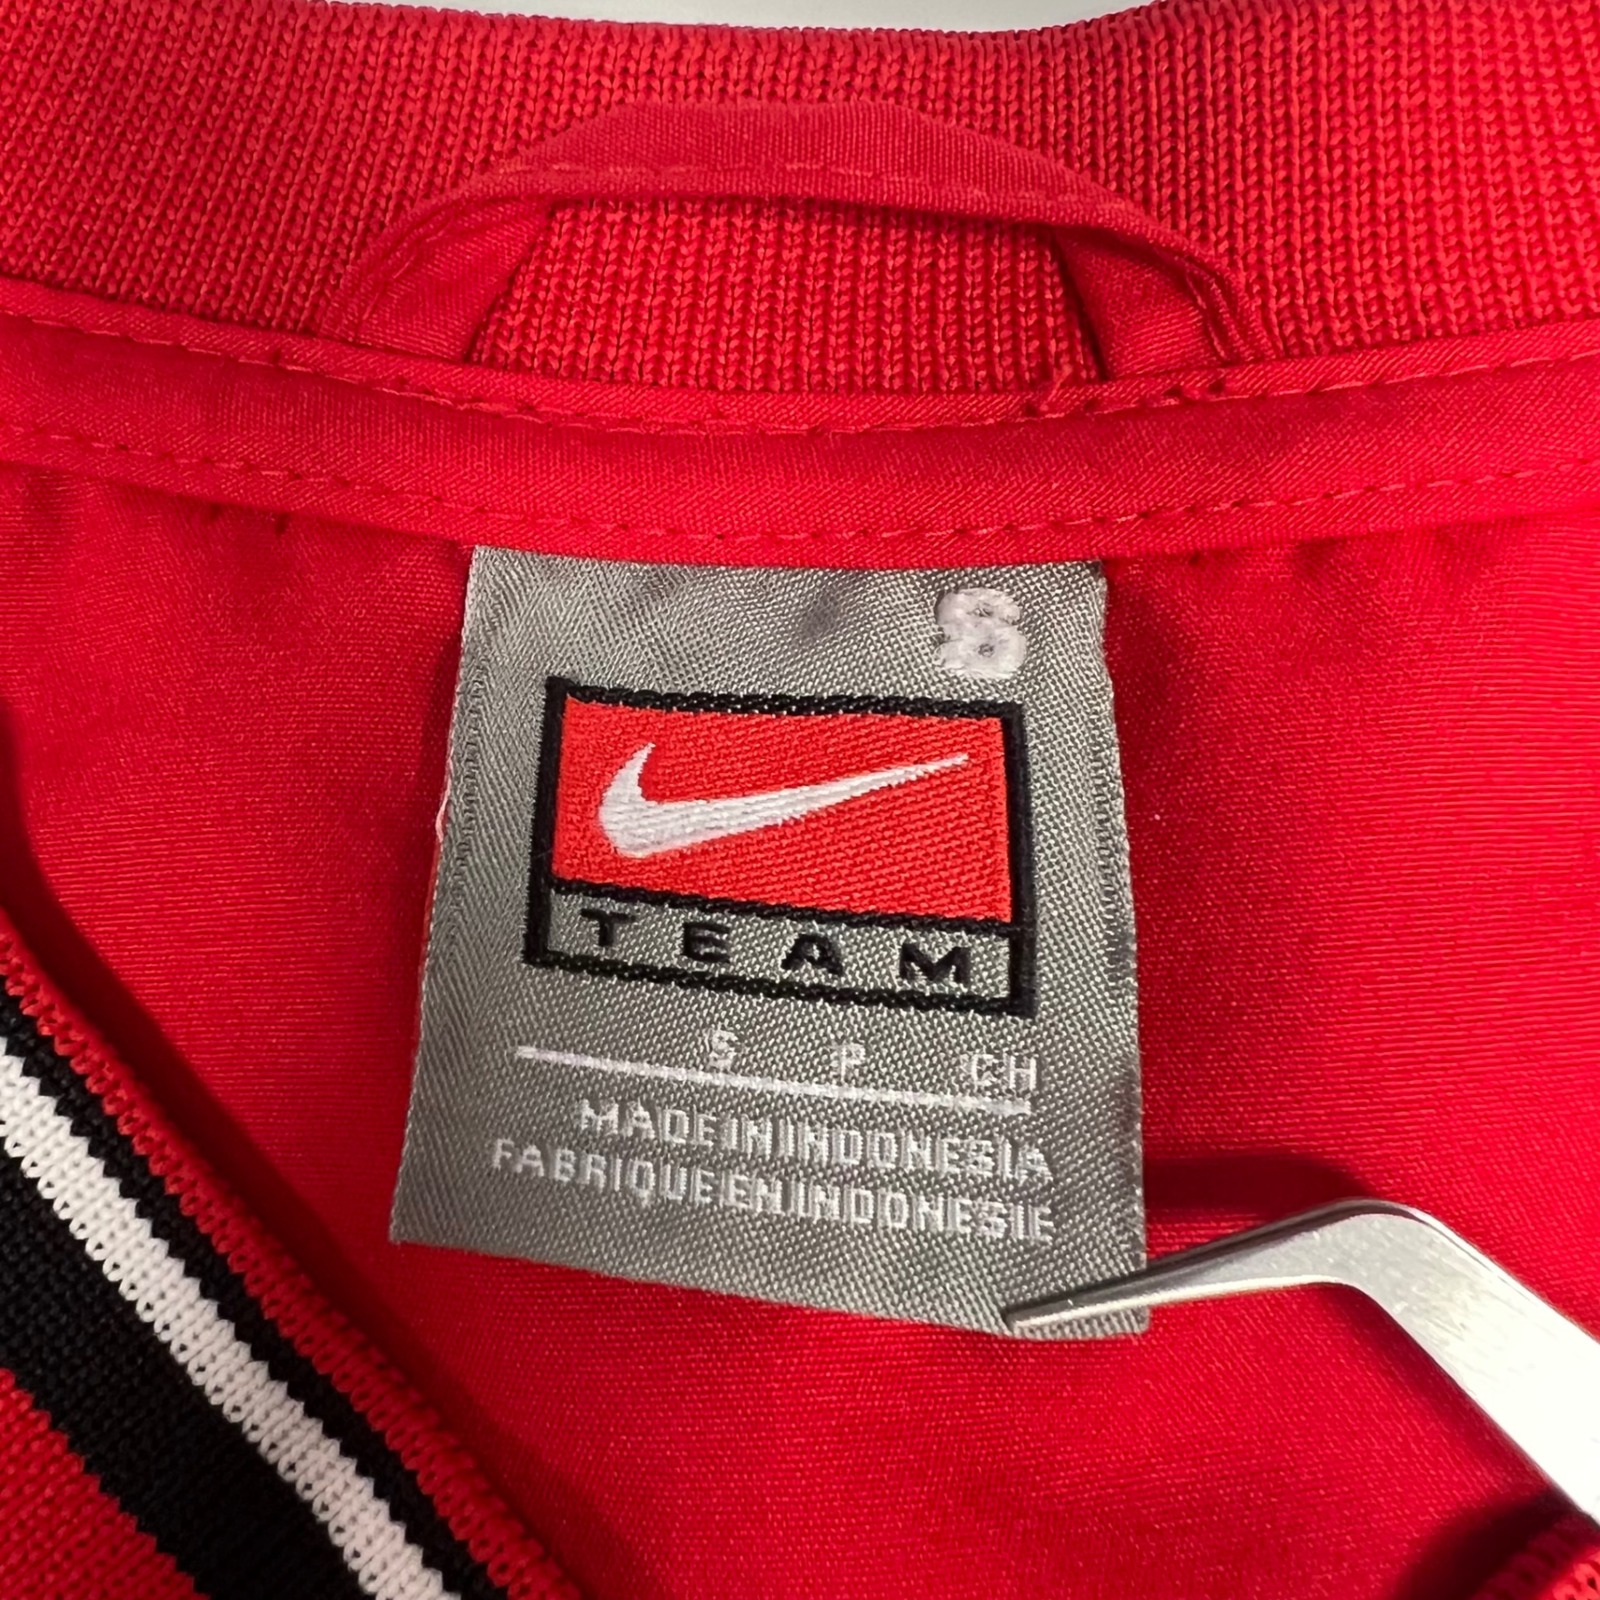 S
TEAM
S P CH
MADE IN INDONESIA
FABRIQUE EN INDONESIE